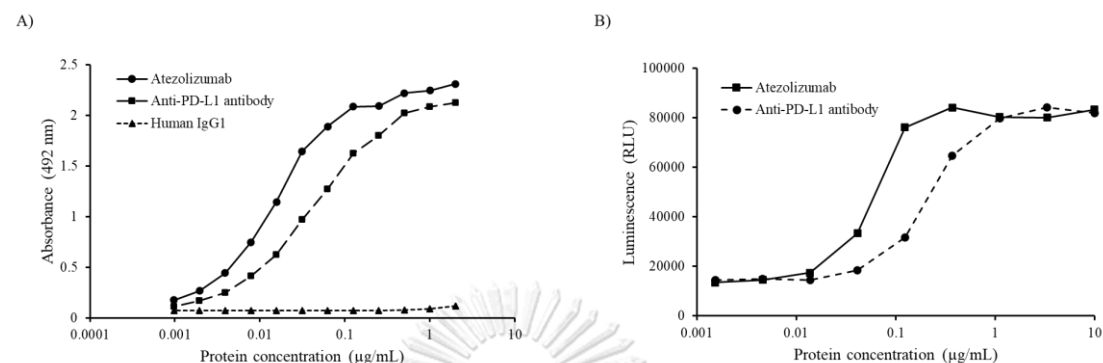 A)
2.5
2
1.5
1
0.5
0
0.0001
0.001
0.01
0.1
1
10
Absorbance (492 nm)
Protein concentration (µg/mL)
Atezolizumab
Anti-PD-L1 antibody
Human IgG1
B)
100000
80000
60000
40000
20000
0
0.001
0.01
0.1
1
10
Luminescence (RLU)
Protein concentration (µg/mL)
Atezolizumab
Anti-PD-L1 antibody